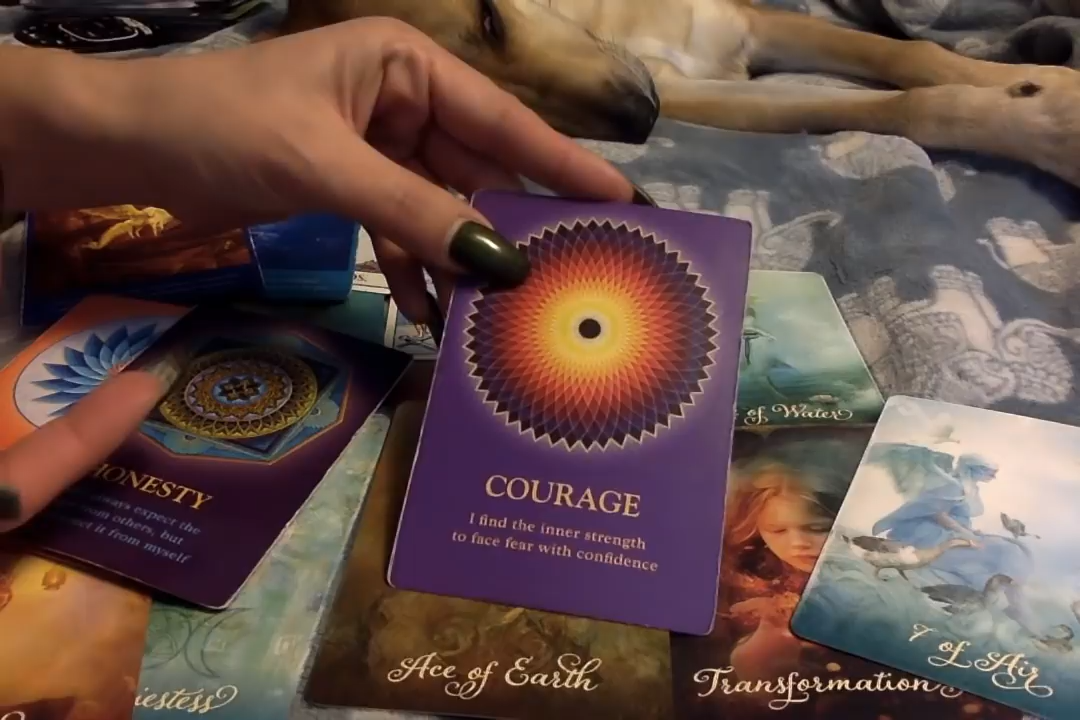 of Water
HONESTY
always expect the
from others, but
it from myself
COURAGE
I find the inner strength
to face fear with confidence
7 of Air
Ace of Earth
Transformation